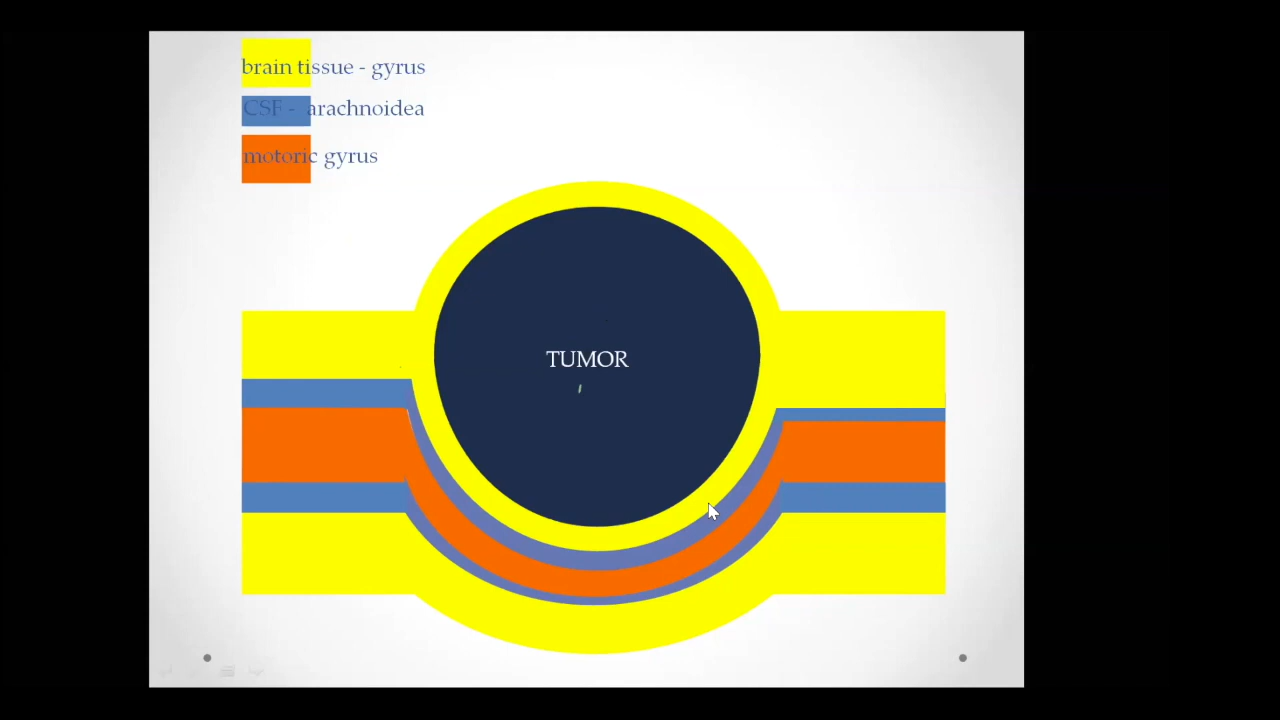 brain tissue - gyrus
CSF - arachnoidea
motoric gyrus
TUMOR